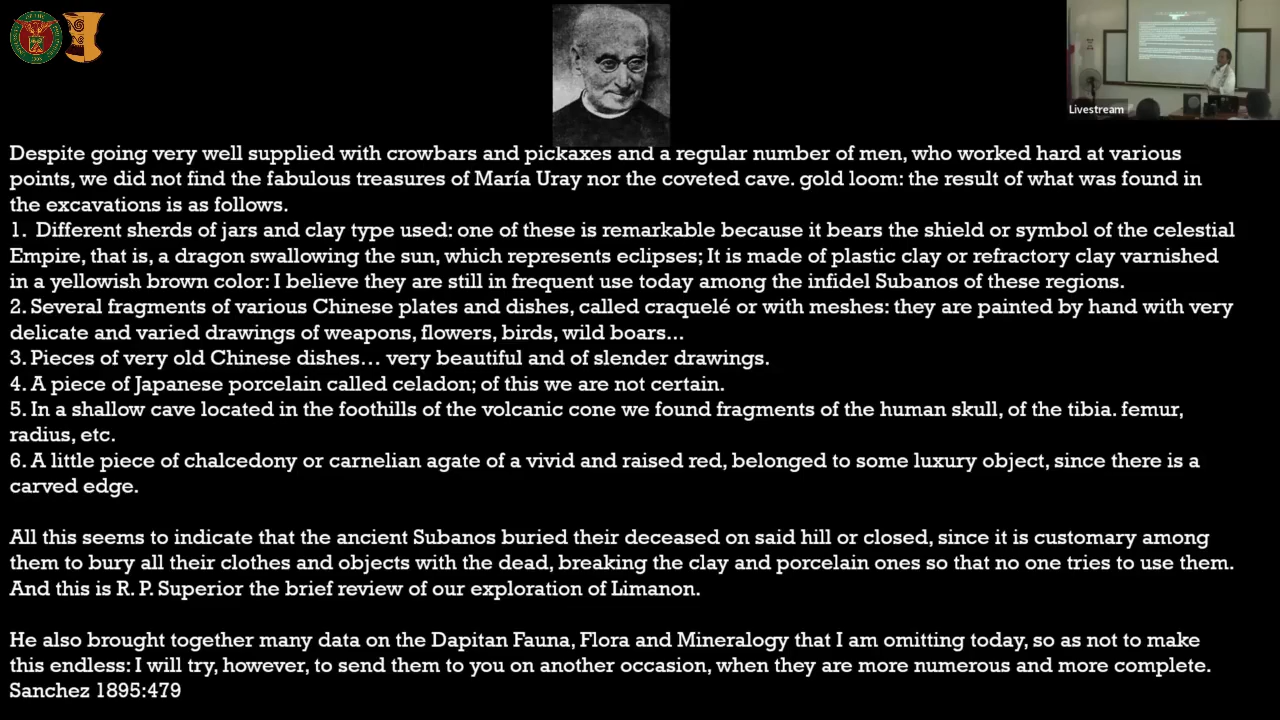 Livestream
Despite going very well supplied with crowbars and pickaxes and a regular number of men, who worked hard at various
points, we did not find the fabulous treasures of María Uray nor the coveted cave. gold loom: the result of what was found in
the excavations is as follows.
1. Different sherds of jars and clay type used: one of these is remarkable because it bears the shield or symbol of the celestial
Empire, that is, a dragon swallowing the sun, which represents eclipses; It is made of plastic clay or refractory clay varnished
in a yellowish brown color: I believe they are still in frequent use today among the infidel Subanos of these regions.
2. Several fragments of various Chinese plates and dishes, called craquelé or with meshes: they are painted by hand with very
delicate and varied drawings of weapons, flowers, birds, wild boars...
3. Pieces of very old Chinese dishes... very beautiful and of slender drawings.
4. A piece of Japanese porcelain called celadon; of this we are not certain.
5. In a shallow cave located in the foothills of the volcanic cone we found fragments of the human skull, of the tibia. femur,
radius, etc.
6. A little piece of chalcedony or carnelian agate of a vivid and raised red, belonged to some luxury object, since there is a
carved edge.
All this seems to indicate that the ancient Subanos buried their deceased on said hill or closed, since it is customary among
them to bury all their clothes and objects with the dead, breaking the clay and porcelain ones so that no one tries to use them.
And this is R. P. Superior the brief review of our exploration of Limanon.
He also brought together many data on the Dapitan Fauna, Flora and Mineralogy that I am omitting today, so as not to make
this endless: I will try, however, to send them to you on another occasion, when they are more numerous and more complete.
Sanchez 1895:479